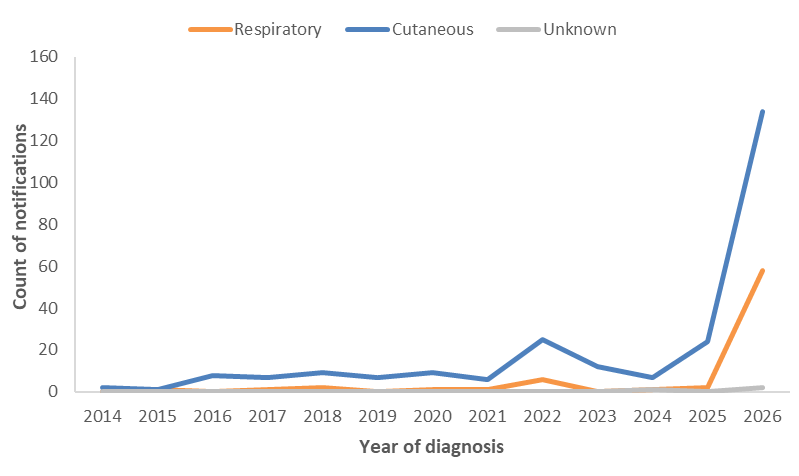 Respiratory Cutaneous Unknown
160
140
120
100
80
60
40
20
0
Count of notifications
2014 2015 2016 2017 2018 2019 2020 2021 2022 2023 2024 2025 2026
Year of diagnosis